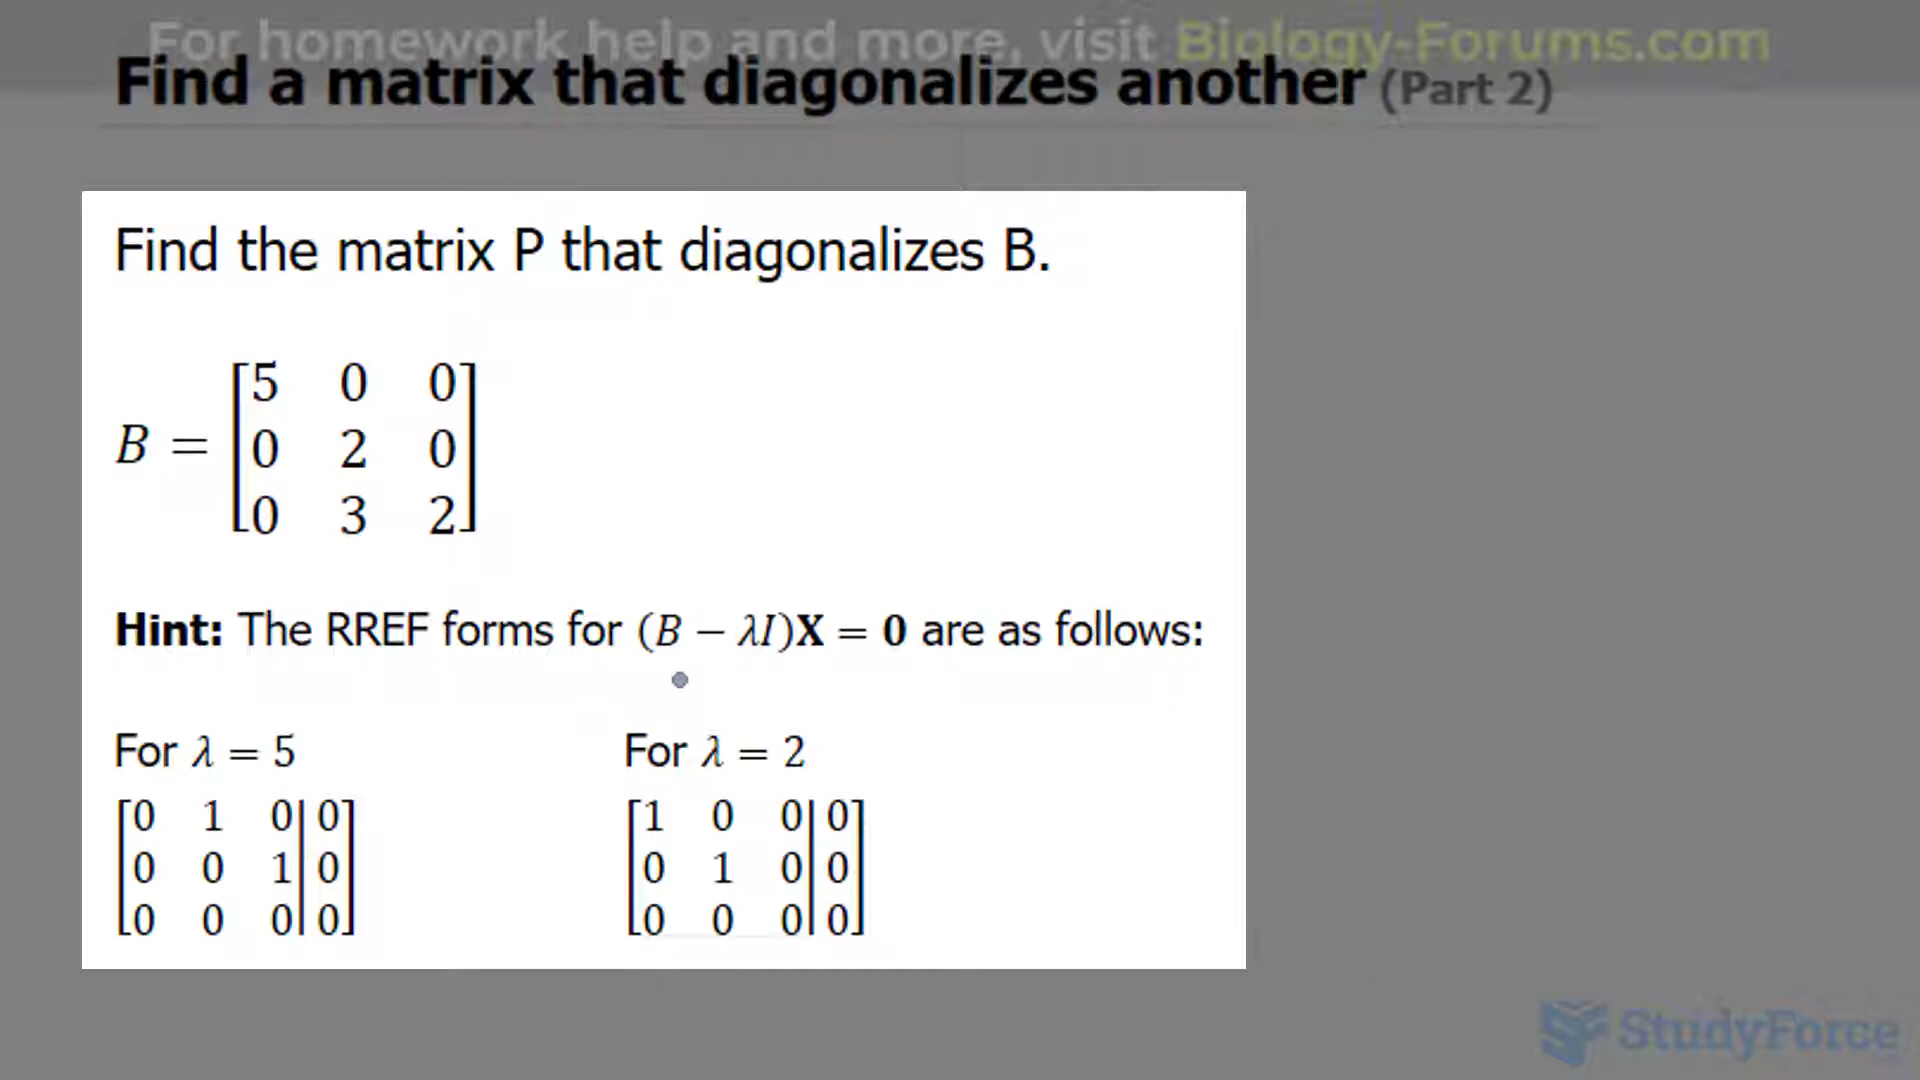 For homework help and more, visit Biology-Forums.com
Find a matrix that diagonalizes another (Part 2)
Find the matrix P that diagonalizes B.
5 0 0
B = 0 2 0
0 3 2
Hint: The RREF forms for (B − λI)X = 0 are as follows:
For λ = 5
0 1 0 | 0
0 0 1 | 0
0 0 0 | 0
For λ = 2
1 0 0 | 0
0 1 0 | 0
0 0 0 | 0
StudyForce